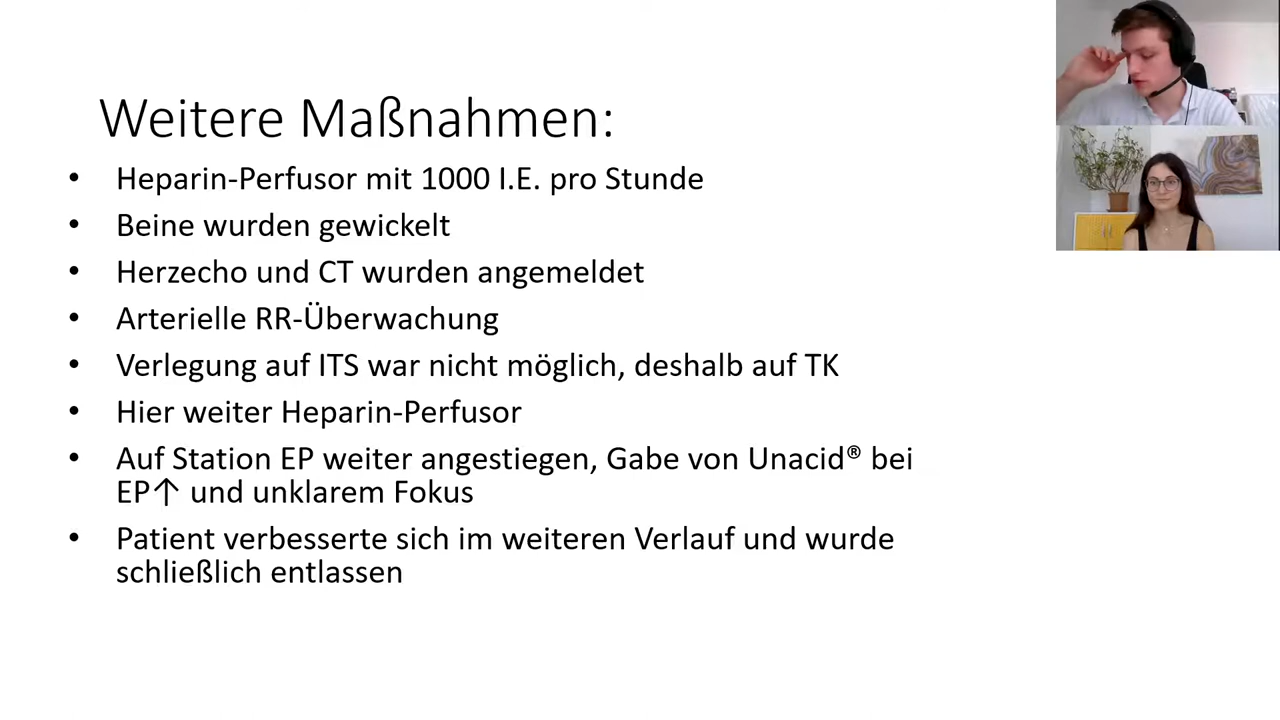 Weitere Maßnahmen:
• Heparin-Perfusor mit 1000 I.E. pro Stunde
• Beine wurden gewickelt
• Herzecho und CT wurden angemeldet
• Arterielle RR-Überwachung
• Verlegung auf ITS war nicht möglich, deshalb auf TK
• Hier weiter Heparin-Perfusor
• Auf Station EP weiter angestiegen, Gabe von Unacid® bei
EP↑ und unklarem Fokus
• Patient verbesserte sich im weiteren Verlauf und wurde
schließlich entlassen